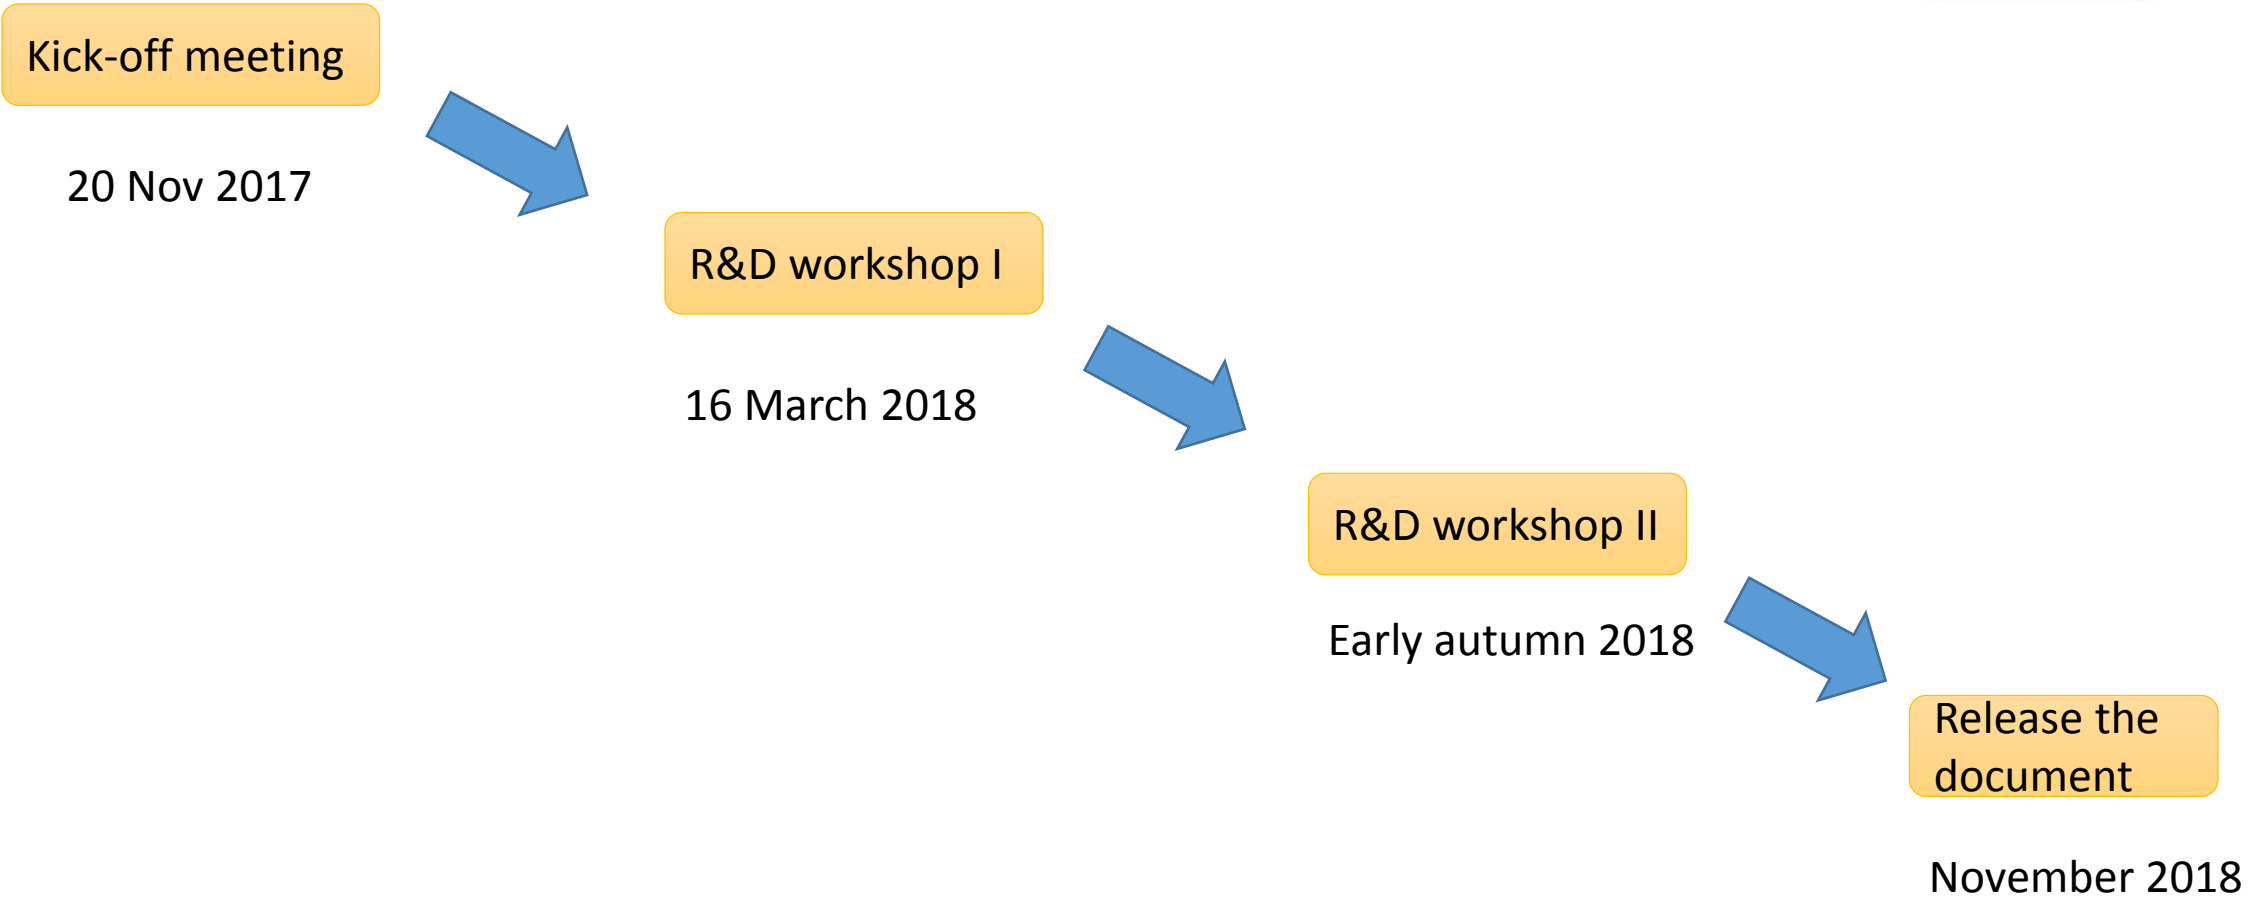 Kick-off meeting
20 Nov 2017
R&D workshop I
16 March 2018
R&D workshop II
Early autumn 2018
Release the
document
November 2018